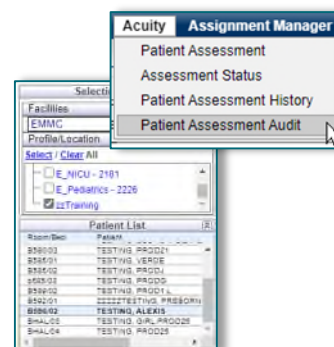 Acuity Assignment Manager
Patient Assessment
Assessment Status
Patient Assessment History
Patient Assessment Audit
Facilities
EMMC
Profile/Location
Select / Clear All
E_NICU - 2181
E_Pediatrics - 2226
zzTraining
Patient List
Room/Bed Patient
TESTING, PROD21
TESTING, VERDE
TESTING, PRODJ
TESTING, PRODG
TESTING,
TESTING, ALEXIS
TESTING, GIRL PROD25
TESTING, PROD25